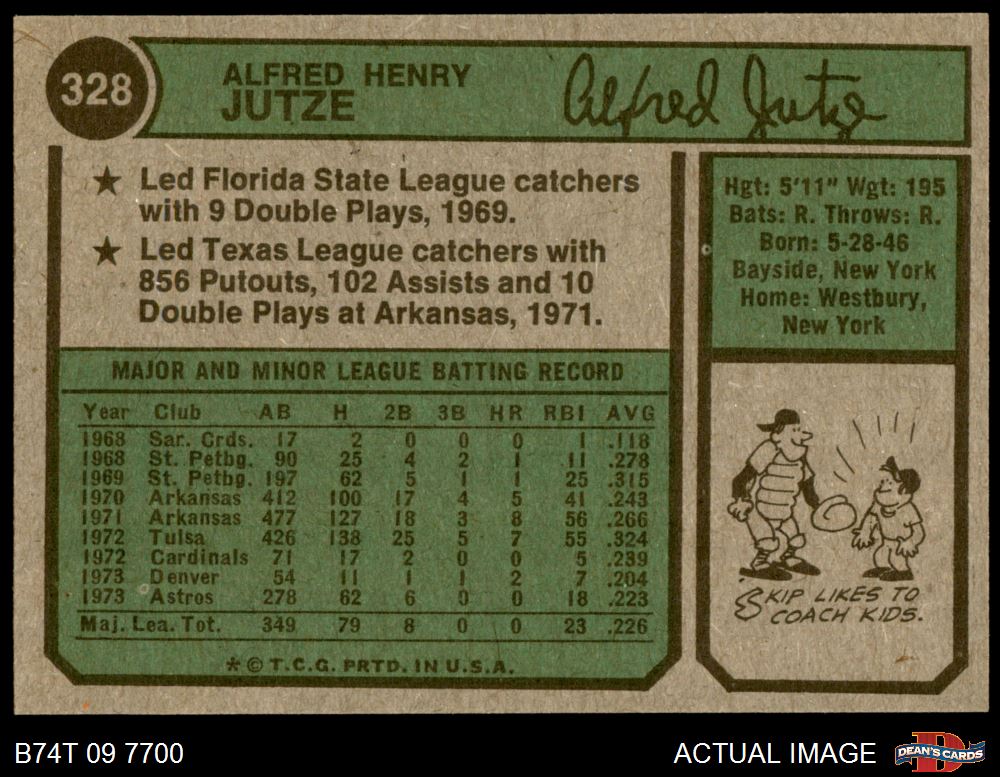 328
ALFRED HENRY
JUTZE
Alfred Jutze
★ Led Florida State League catchers
with 9 Double Plays, 1969.
★ Led Texas League catchers with
856 Putouts, 102 Assists and 10
Double Plays at Arkansas, 1971.
Hgt: 5'11" Wgt: 195
Bats: R. Throws: R.
Born: 5-28-46
Bayside, New York
Home: Westbury,
New York
MAJOR AND MINOR LEAGUE BATTING RECORD
Year Club AB H 2B 3B HR RBI AVG
1968 Sar. Crds. 17 2 0 0 0 1 .118
1968 St. Petbg. 90 25 4 2 1 11 .278
1969 St. Petbg. 197 62 5 1 1 25 .315
1970 Arkansas 412 100 17 4 5 41 .243
1971 Arkansas 477 127 18 3 8 56 .266
1972 Tulsa 426 138 25 5 7 55 .324
1972 Cardinals 71 17 2 0 0 5 .239
1973 Denver 54 11 1 1 2 7 .204
1973 Astros 278 62 6 0 0 18 .223
Maj. Lea. Tot. 349 79 8 0 0 23 .226
* © T.C.G. PRTD. IN U.S.A.
SKIP LIKES TO
COACH KIDS.
B74T 09 7700
ACTUAL IMAGE
B
DEAN'S CARDS